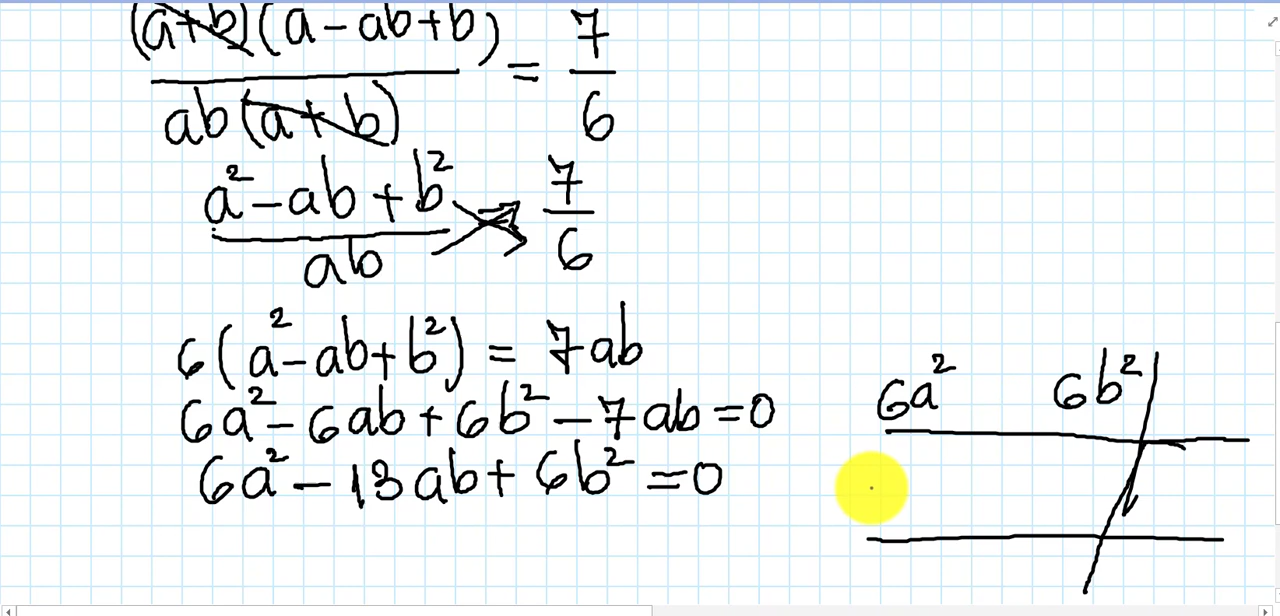 (a+b)(a-ab+b)/ab(a+b) = 7/6
a²-ab+b²/ab 7/6
6(a²-ab+b²) = 7ab
6a²-6ab+6b²-7ab=0
6a²-13ab+6b²=0
6a² 6b²